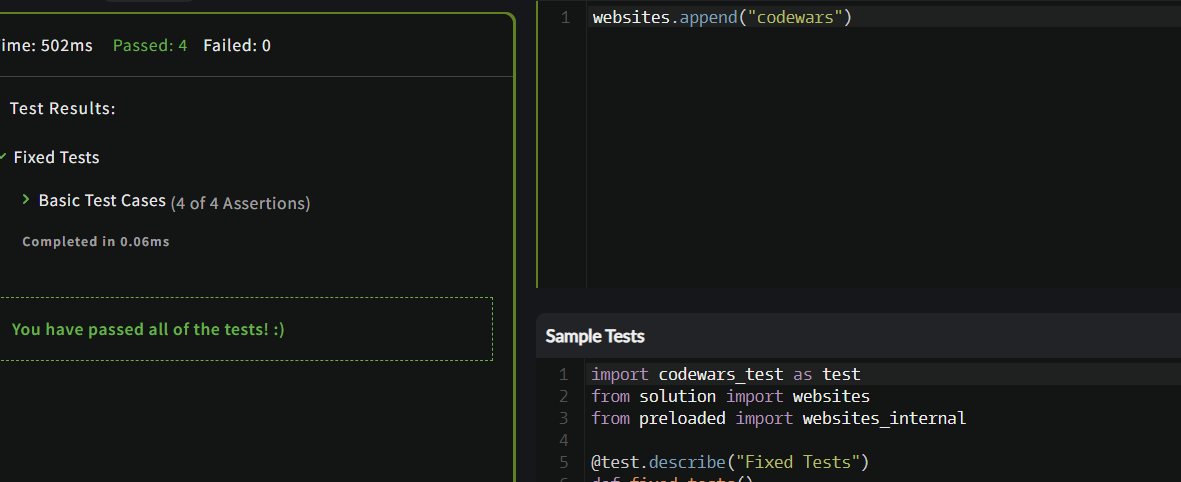 ime: 502ms Passed: 4 Failed: 0
Test Results:
Fixed Tests
Basic Test Cases (4 of 4 Assertions)
Completed in 0.06ms
You have passed all of the tests! :)
1 websites.append("codewars")
Sample Tests
1 import codewars_test as test
2 from solution import websites
3 from preloaded import websites_internal
4
5 @test.describe("Fixed Tests")